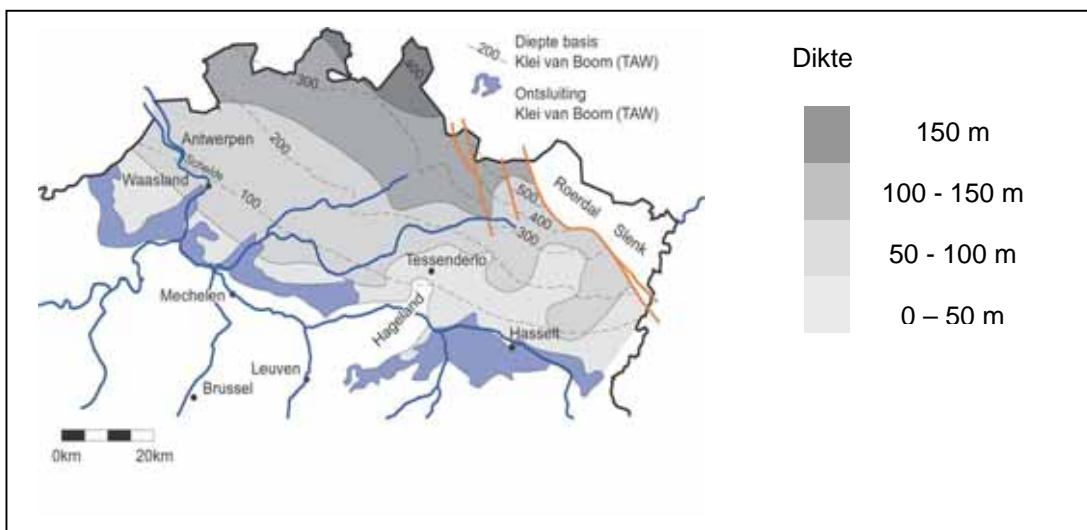 200
Diepte basis
Klei van Boom (TAW)
Ontsluiting
Klei van Boom (TAW)
400
300
Antwerpen
200
Schelde
Waasland
100
500
400
300
Roerdal
Slenk
Tessenderlo
Mechelen
Hageland
Hasselt
Leuven
Brussel
0km
20km
Dikte
150 m
100 - 150 m
50 - 100 m
0 – 50 m